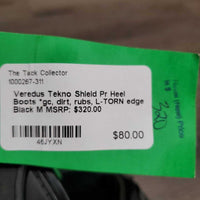 The Tack Collector
1000267-311
Veredus Tekno Shield Pr Heel
Boots *gc, dirt, rubs, L-TORN edge
Black M MSRP: $320.00
$80.00
46JYXN